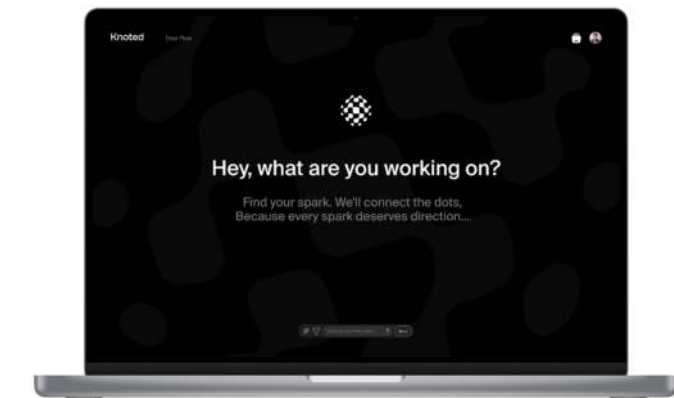 Knoted
Hey, what are you working on?
Find your spark. We'll connect the dots,
Because every spark deserves direction...